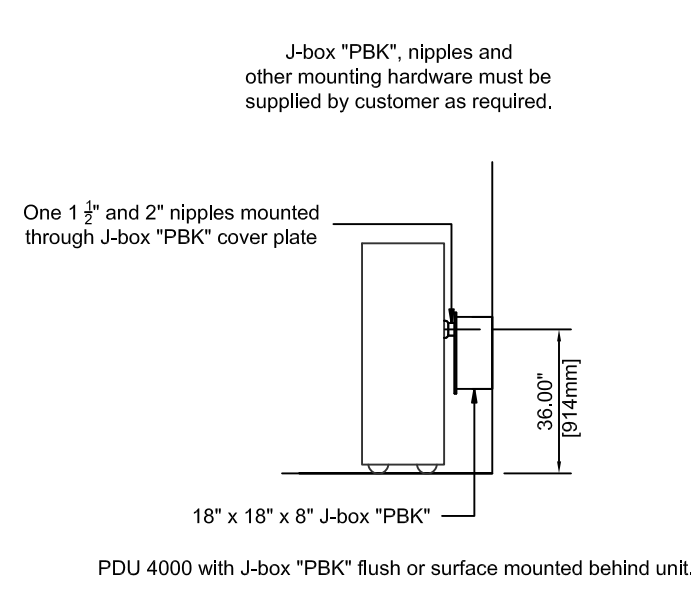 J-box "PBK", nipples and
other mounting hardware must be
supplied by customer as required.
One 1 ½" and 2" nipples mounted
through J-box "PBK" cover plate
36.00"
[914mm]
18" x 18" x 8" J-box "PBK"
PDU 4000 with J-box "PBK" flush or surface mounted behind unit.